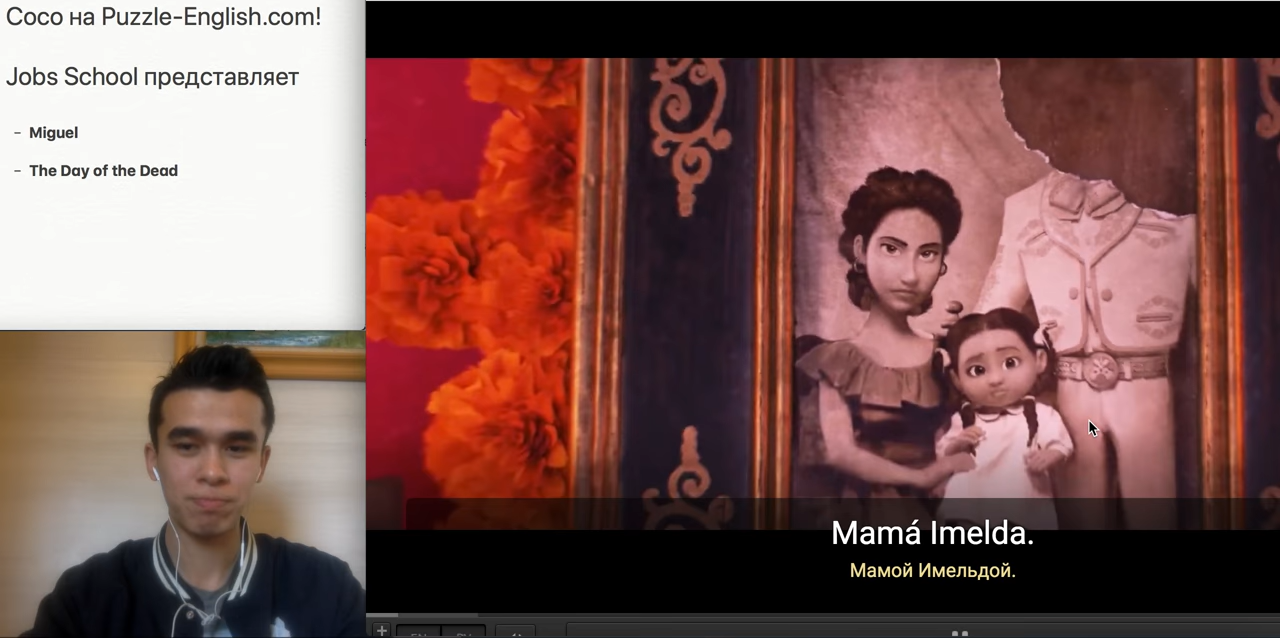 Coco на Puzzle-English.com!
Jobs School представляет
- Miguel
- The Day of the Dead
Mamá Imelda.
Мамой Имельдой.